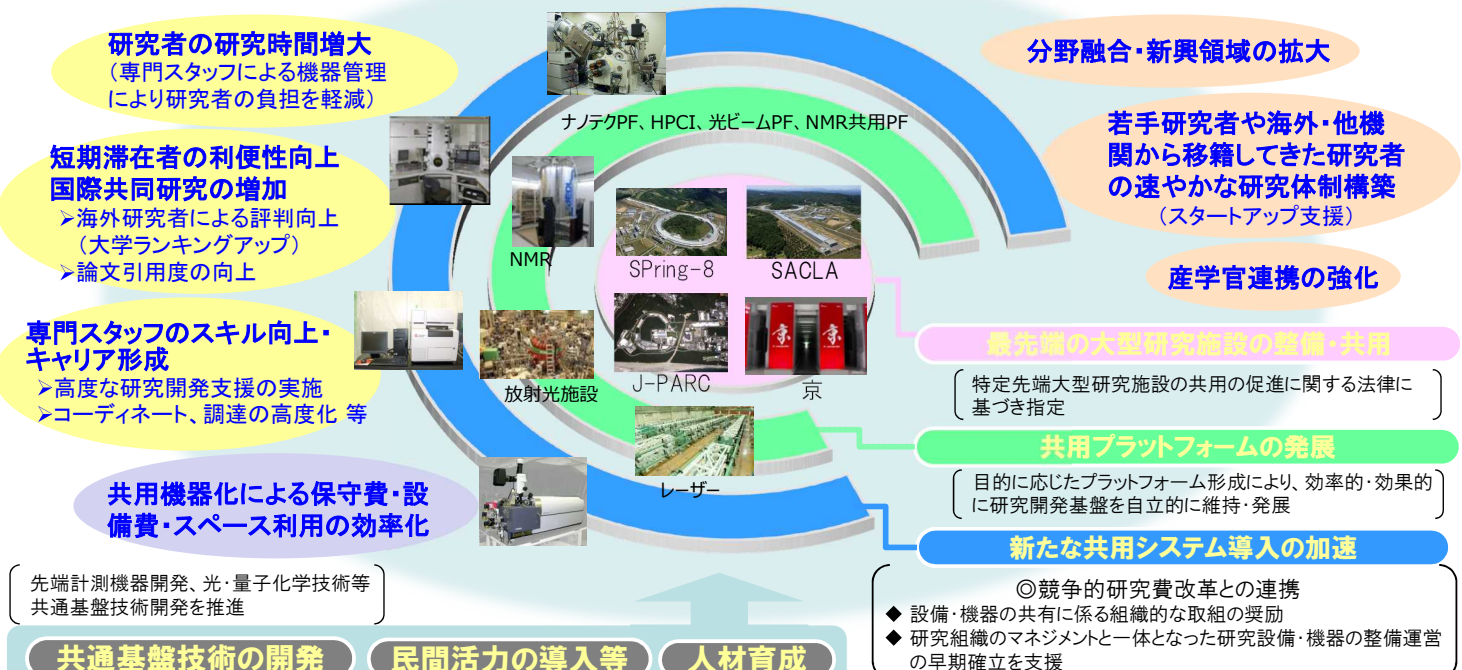 研究者の研究時間増大
（専門スタッフによる機器管理
により研究者の負担を軽減）
短期滞在者の利便性向上
国際共同研究の増加
➢海外研究者による評判向上
（大学ランキングアップ）
➢論文引用度の向上
専門スタッフのスキル向上・
キャリア形成
➢高度な研究開発支援の実施
➢コーディネート、調達の高度化 等
共用機器化による保守費・設
備費・スペース利用の効率化
ナノテクPF、HPCI、光ビームPF、NMR共用PF
NMR
SPring-8
SACLA
放射光施設
J-PARC
京
レーザー
分野融合・新興領域の拡大
若手研究者や海外・他機
関から移籍してきた研究者
の速やかな研究体制構築
（スタートアップ支援）
産学官連携の強化
最先端の大型研究施設の整備・共用
特定先端大型研究施設の共用の促進に関する法律に
基づき指定
共用プラットフォームの発展
目的に応じたプラットフォーム形成により、効率的・効果的
に研究開発基盤を自立的に維持・発展
新たな共用システム導入の加速
◎競争的研究費改革との連携
◆ 設備・機器の共有に係る組織的な取組の奨励
◆ 研究組織のマネジメントと一体となった研究設備・機器の整備運営
の早期確立を支援
先端計測機器開発、光・量子化学技術等
共通基盤技術開発を推進
共通基盤技術の開発
民間活力の導入等
人材育成